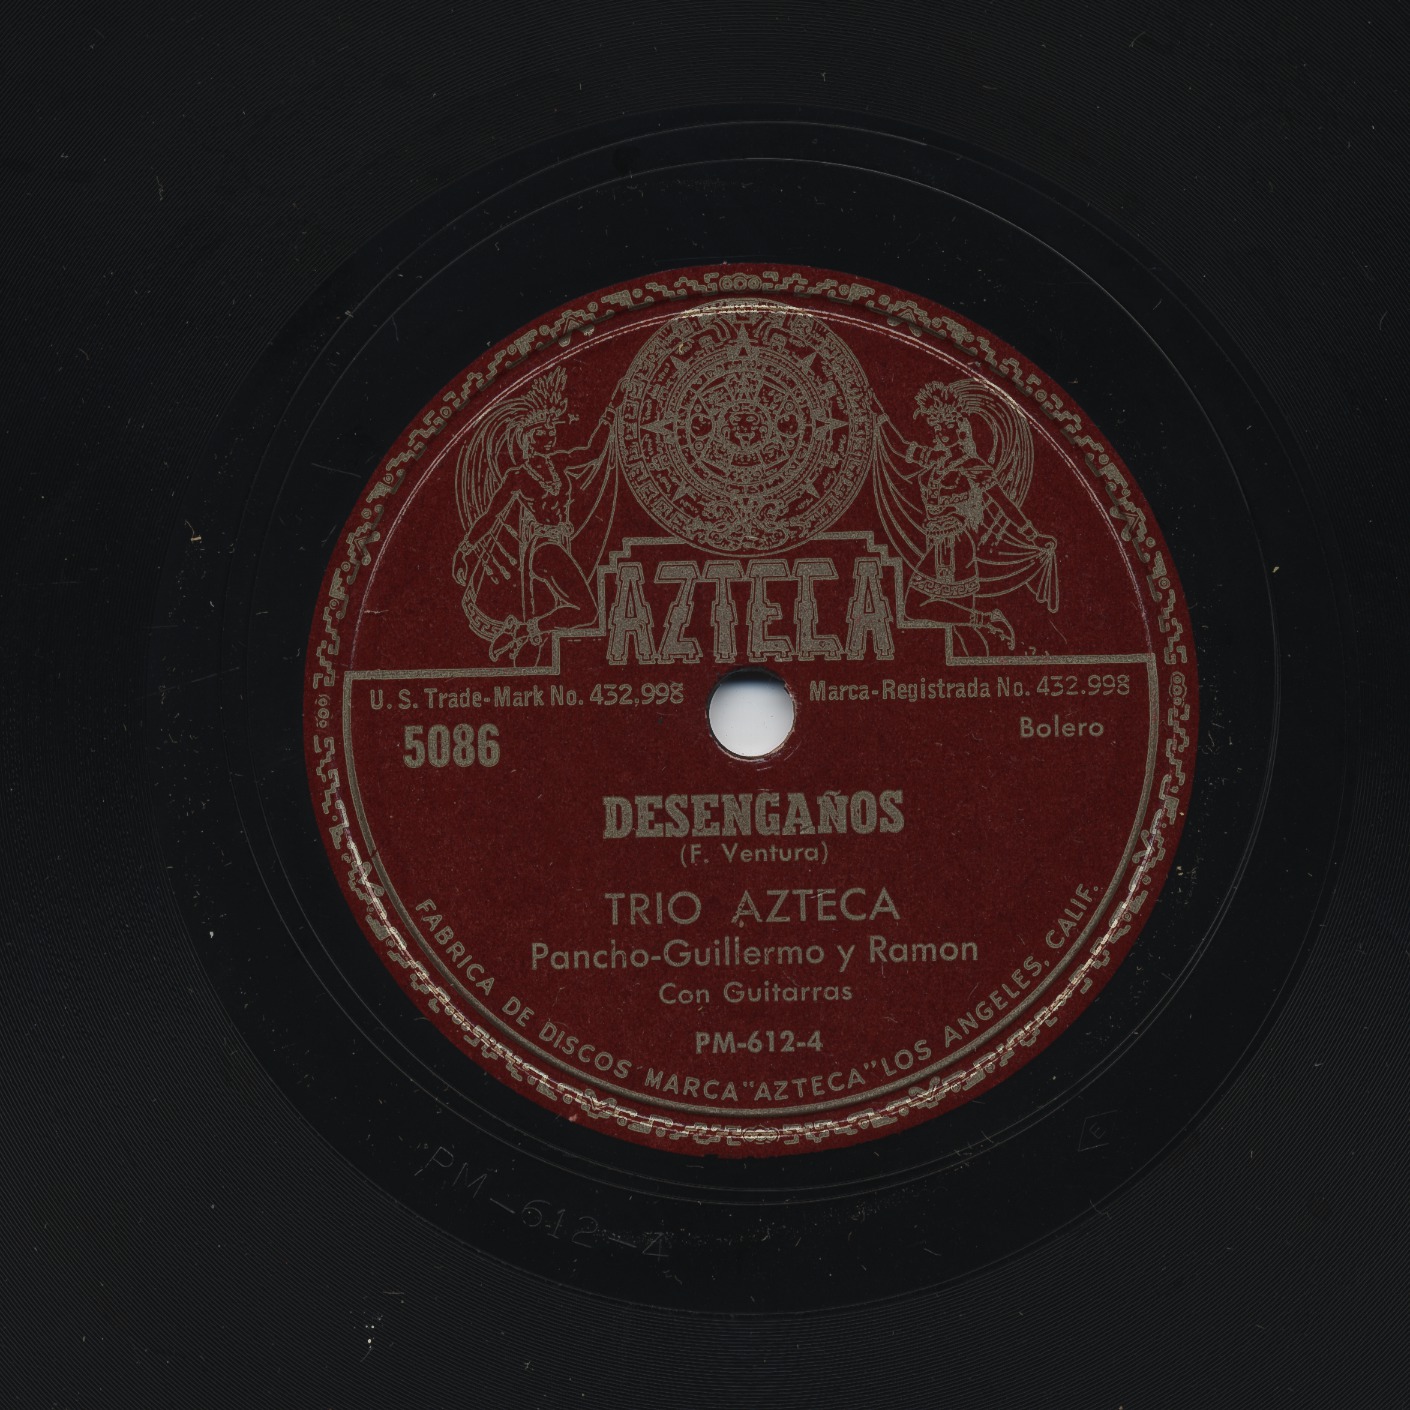 AZTECA
U. S. Trade-Mark No. 432,998
Marca-Registrada No. 432.998
5086
Bolero
DESENGAÑOS
(F. Ventura)
TRIO AZTECA
Pancho-Guillermo y Ramon
Con Guitarras
PM-612-4
FABRICA DE DISCOS MARCA "AZTECA" LOS ANGELES, CALIF.
PM-612-4
E